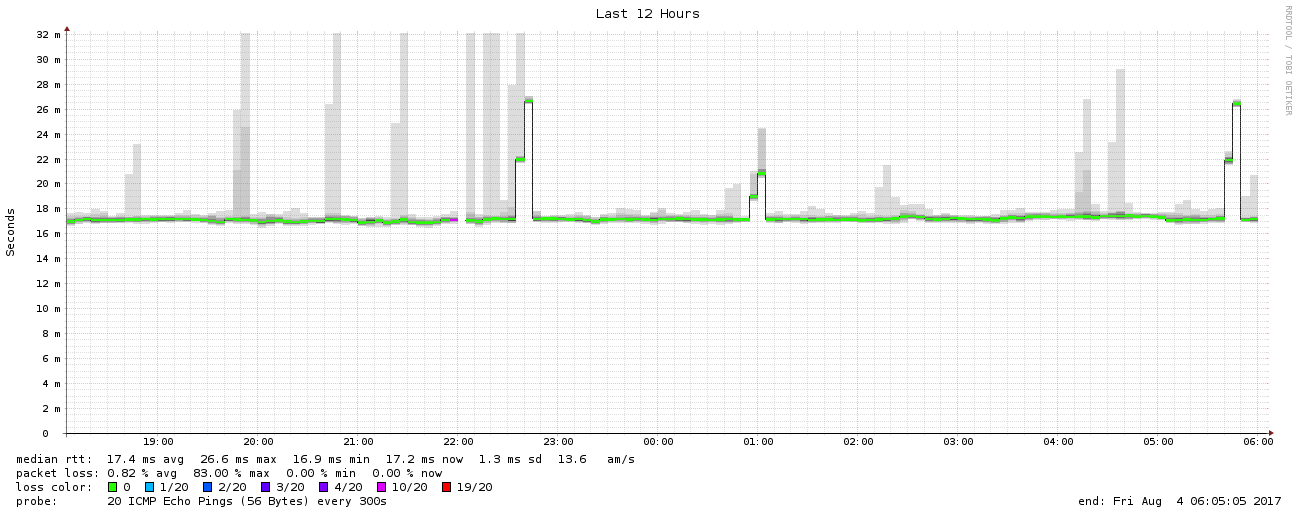 Last 12 Hours
RRDTOOL / TOBI OETIKER
Seconds
32 m
30 m
28 m
26 m
24 m
22 m
20 m
18 m
16 m
14 m
12 m
10 m
8 m
6 m
4 m
2 m
0
19:00 20:00 21:00 22:00 23:00 00:00 01:00 02:00 03:00 04:00 05:00 06:00
median rtt: 17.4 ms avg 26.6 ms max 16.9 ms min 17.2 ms now 1.3 ms sd 13.6 am/s
packet loss: 0.82 % avg 83.00 % max 0.00 % min 0.00 % now
loss color: 0 1/20 2/20 3/20 4/20 10/20 19/20
probe: 20 ICMP Echo Pings (56 Bytes) every 300s end: Fri Aug 4 06:05:05 2017